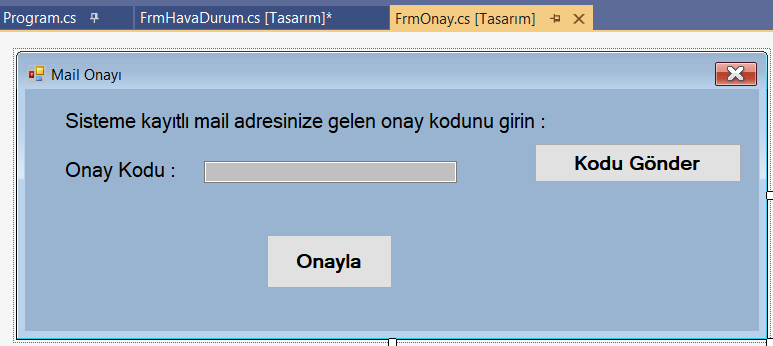 Program.cs FrmHavaDurum.cs [Tasarım]* FrmOnay.cs [Tasarım]
Mail Onayı
Sisteme kayıtlı mail adresinize gelen onay kodunu girin :
Onay Kodu :
Kodu Gönder
Onayla